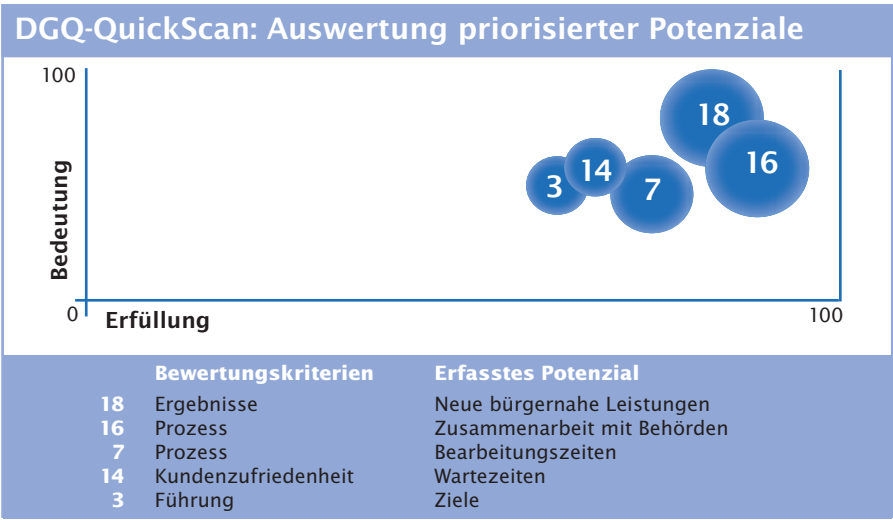 DGQ-QuickScan: Auswertung priorisierter Potenziale
100
Bedeutung
18
16
14
3
7
0
Erfüllung
100
Bewertungskriterien Erfasstes Potenzial
18 Ergebnisse Neue bürgernahe Leistungen
16 Prozess Zusammenarbeit mit Behörden
7 Prozess Bearbeitungszeiten
14 Kundenzufriedenheit Wartezeiten
3 Führung Ziele